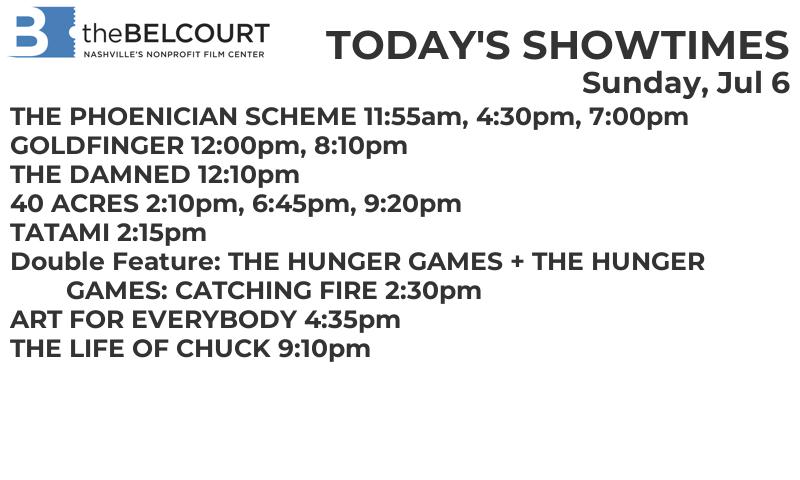 B theBELCOURT
NASHVILLE'S NONPROFIT FILM CENTER
TODAY'S SHOWTIMES
Sunday, Jul 6
THE PHOENICIAN SCHEME 11:55am, 4:30pm, 7:00pm
GOLDFINGER 12:00pm, 8:10pm
THE DAMNED 12:10pm
40 ACRES 2:10pm, 6:45pm, 9:20pm
TATAMI 2:15pm
Double Feature: THE HUNGER GAMES + THE HUNGER
GAMES: CATCHING FIRE 2:30pm
ART FOR EVERYBODY 4:35pm
THE LIFE OF CHUCK 9:10pm